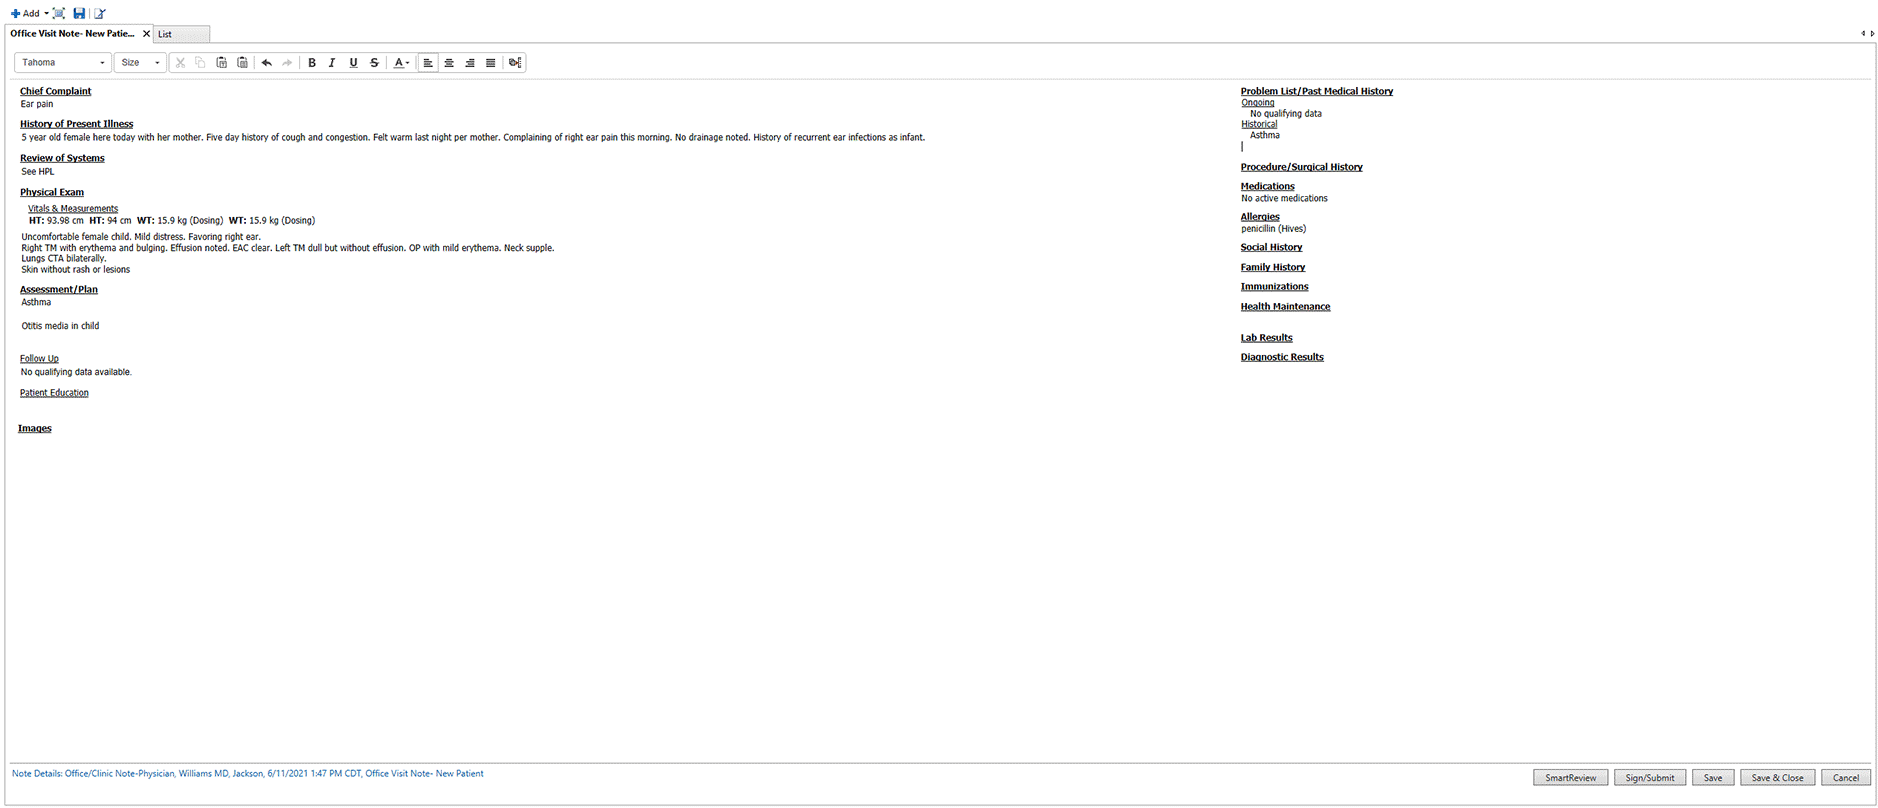 Add
Office Visit Note- New Patie...
List
Tahoma
Size
B I U S A
Chief Complaint
Ear pain
History of Present Illness
5 year old female here today with her mother. Five day history of cough and congestion. Felt warm last night per mother. Complaining of right ear pain this morning. No drainage noted. History of recurrent ear infections as infant.
Review of Systems
See HPL
Physical Exam
Vitals & Measurements
HT: 93.98 cm HT: 94 cm WT: 15.9 kg (Dosing) WT: 15.9 kg (Dosing)
Uncomfortable female child. Mild distress. Favoring right ear.
Right TM with erythema and bulging. Effusion noted. EAC clear. Left TM dull but without effusion. OP with mild erythema. Neck supple.
Lungs CTA bilaterally.
Skin without rash or lesions
Assessment/Plan
Asthma
Otitis media in child
Follow Up
No qualifying data available.
Patient Education
Images
Problem List/Past Medical History
Ongoing
No qualifying data
Historical
Asthma
Procedure/Surgical History
Medications
No active medications
Allergies
penicillin (Hives)
Social History
Family History
Immunizations
Health Maintenance
Lab Results
Diagnostic Results
Note Details: Office/Clinic Note-Physician, Williams MD, Jackson, 6/11/2021 1:47 PM CDT, Office Visit Note- New Patient
SmartReview
Sign/Submit
Save
Save & Close
Cancel